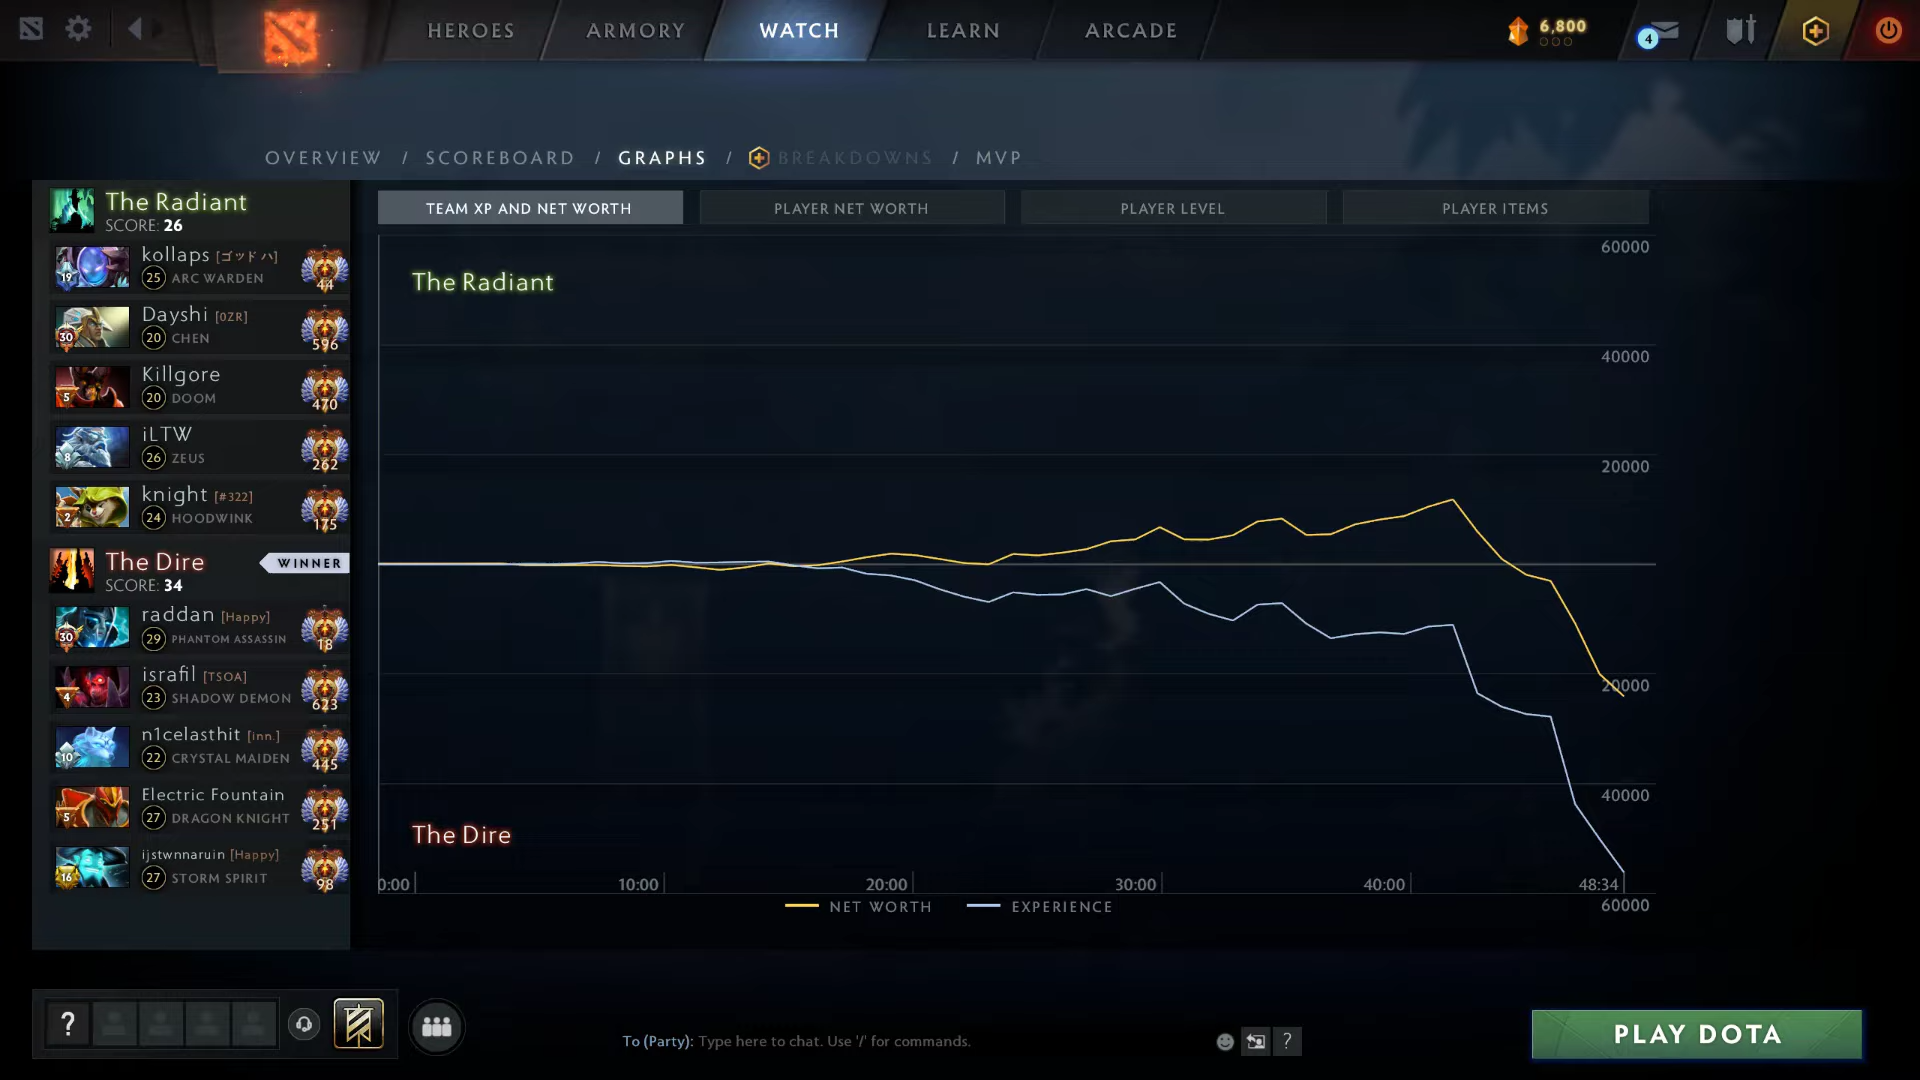 HEROES
ARMORY
WATCH
LEARN
ARCADE
6,800
4
OVERVIEW / SCOREBOARD / GRAPHS / BREAKDOWNS / MVP
The Radiant
SCORE: 26
19
kollaps [ゴッド ハ]
25 ARC WARDEN
44
30
Dayshi [0ZR]
20 CHEN
596
5
Killgore
20 DOOM
470
8
iLTW
26 ZEUS
262
2
knight [#322]
24 HOODWINK
175
The Dire
SCORE: 34
WINNER
30
raddan [Happy]
29 PHANTOM ASSASSIN
18
4
israfil [TSOA]
23 SHADOW DEMON
623
10
n1celasthit [inn.]
22 CRYSTAL MAIDEN
445
5
Electric Fountain
27 DRAGON KNIGHT
251
16
ijstwnnaruin [Happy]
27 STORM SPIRIT
98
TEAM XP AND NET WORTH
PLAYER NET WORTH
PLAYER LEVEL
PLAYER ITEMS
The Radiant
60000
40000
20000
20000
40000
60000
The Dire
0:00
10:00
20:00
30:00
40:00
48:34
NET WORTH
EXPERIENCE
?
To (Party): Type here to chat. Use '/' for commands.
?
PLAY DOTA